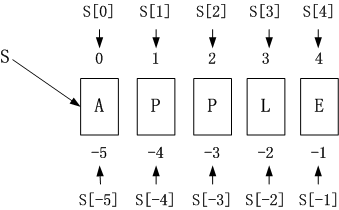 S[0] S[1] S[2] S[3] S[4]
0 1 2 3 4
S
A P P L E
-5 -4 -3 -2 -1
S[-5] S[-4] S[-3] S[-2] S[-1]